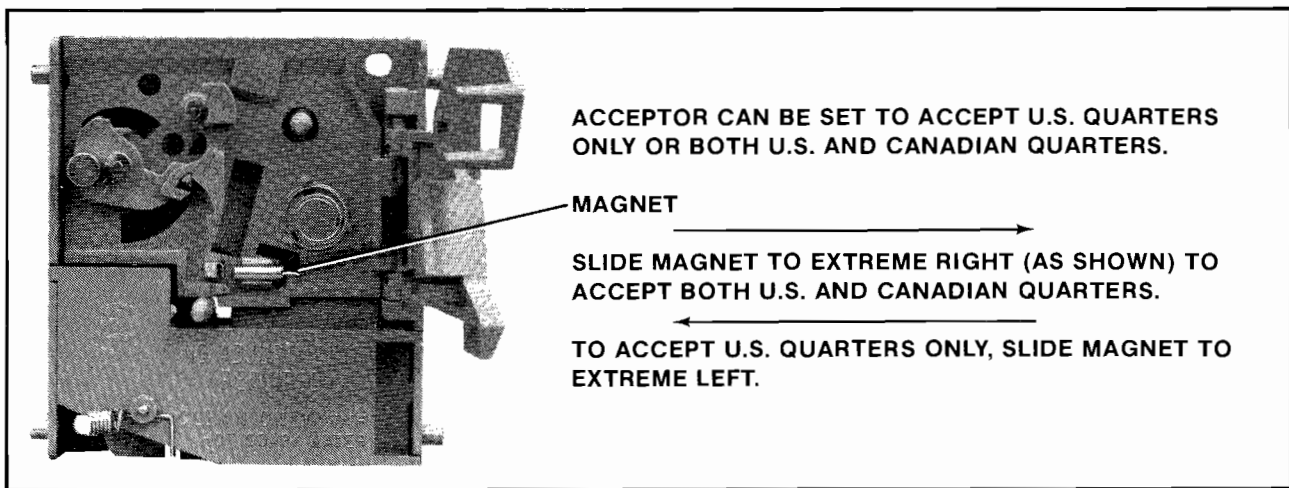 ACCEPTOR CAN BE SET TO ACCEPT U.S. QUARTERS
ONLY OR BOTH U.S. AND CANADIAN QUARTERS.
MAGNET
SLIDE MAGNET TO EXTREME RIGHT (AS SHOWN) TO
ACCEPT BOTH U.S. AND CANADIAN QUARTERS.
TO ACCEPT U.S. QUARTERS ONLY, SLIDE MAGNET TO
EXTREME LEFT.